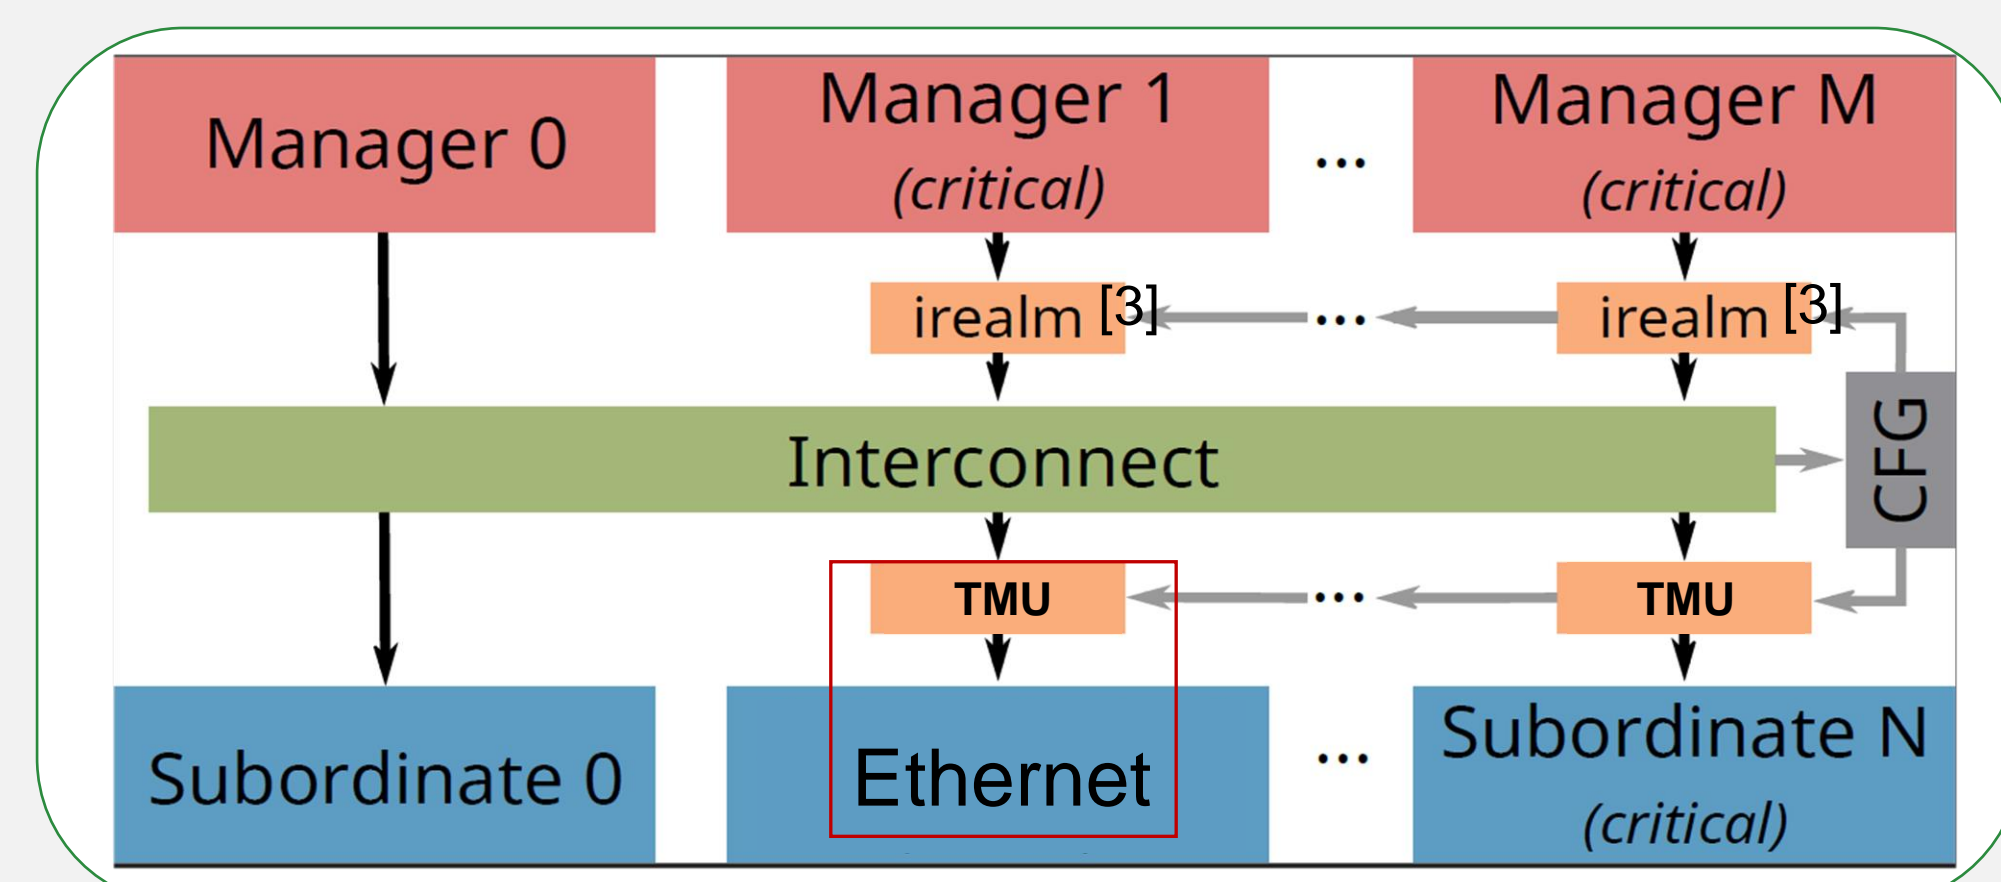 Manager 0
Manager 1
(critical)
...
Manager M
(critical)
irealm [3]
...
irealm [3]
Interconnect
CFG
TMU
...
TMU
Subordinate 0
Ethernet
...
Subordinate N
(critical)